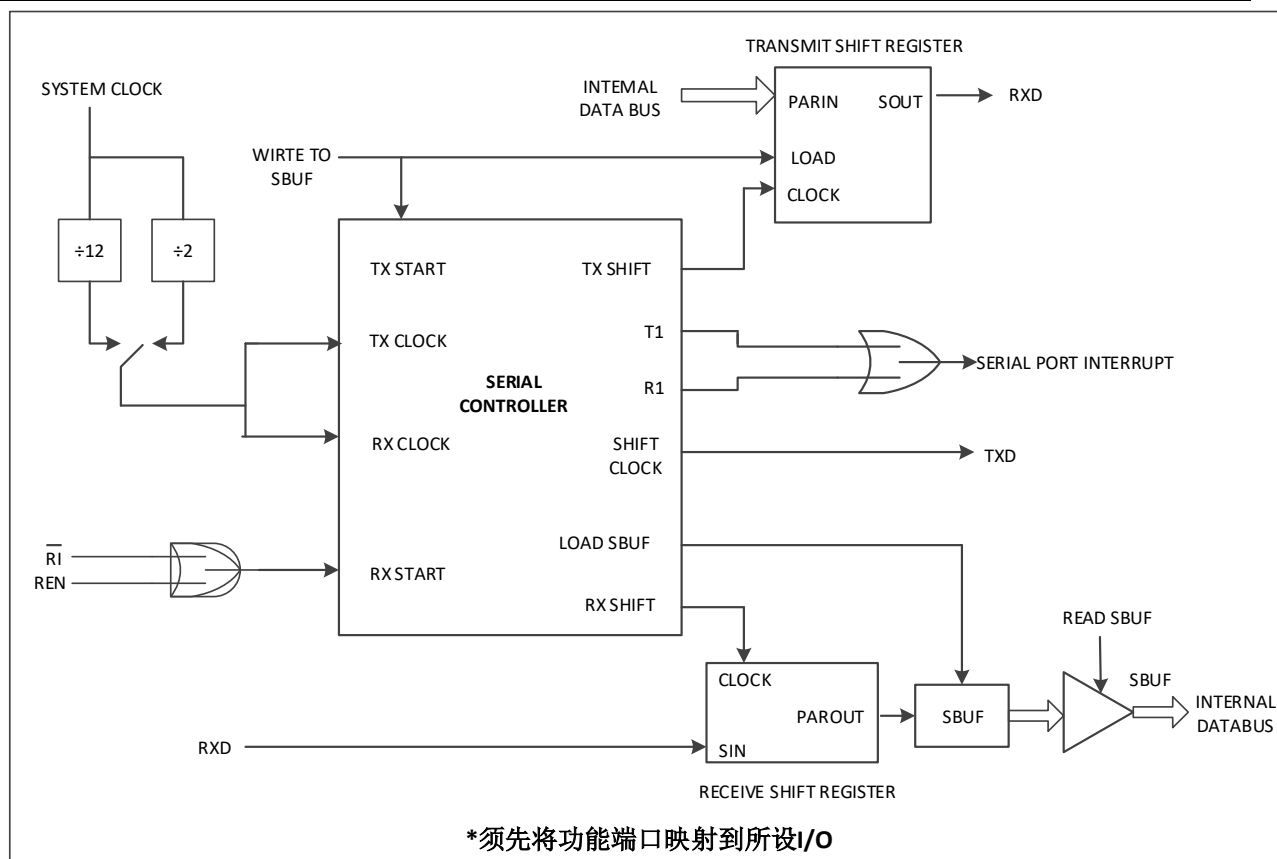 TRANSMIT SHIFT REGISTER
SYSTEM CLOCK
INTEMAL
DATA BUS
PARIN
SOUT
RXD
WIRTE TO
SBUF
LOAD
CLOCK
÷12
÷2
TX START
TX SHIFT
TX CLOCK
T1
SERIAL
CONTROLLER
SERIAL PORT INTERRUPT
R1
RX CLOCK
SHIFT
CLOCK
TXD
RI
REN
LOAD SBUF
RX START
RX SHIFT
READ SBUF
CLOCK
SBUF
PAROUT
SBUF
INTERNAL
DATABUS
RXD
SIN
RECEIVE SHIFT REGISTER
*须先将功能端口映射到所设I/O